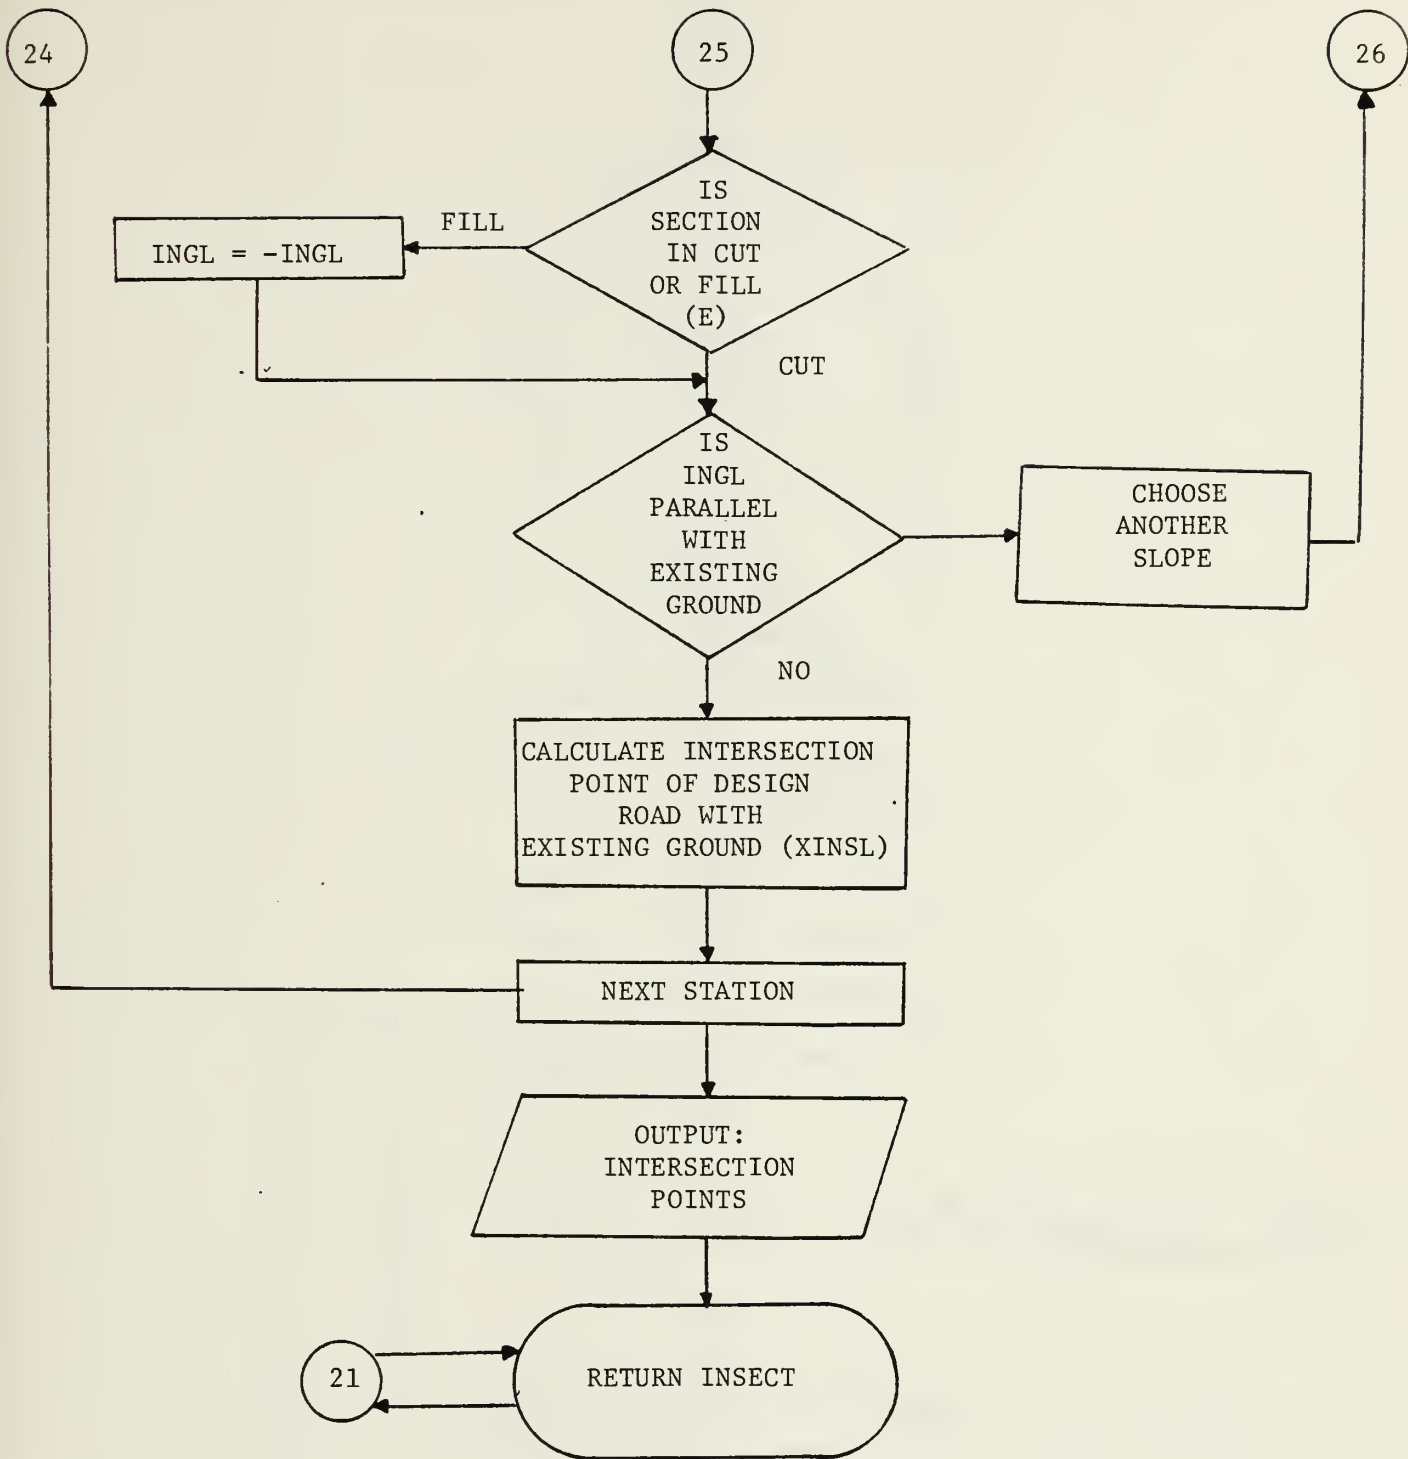 24
25
26
IS
SECTION
IN CUT
OR FILL
(E)
FILL
INGL = -INGL
CUT
IS
INGL
PARALLEL
WITH
EXISTING
GROUND
CHOOSE
ANOTHER
SLOPE
NO
CALCULATE INTERSECTION
POINT OF DESIGN
ROAD WITH
EXISTING GROUND (XINSL)
NEXT STATION
OUTPUT:
INTERSECTION
POINTS
21
RETURN INSECT